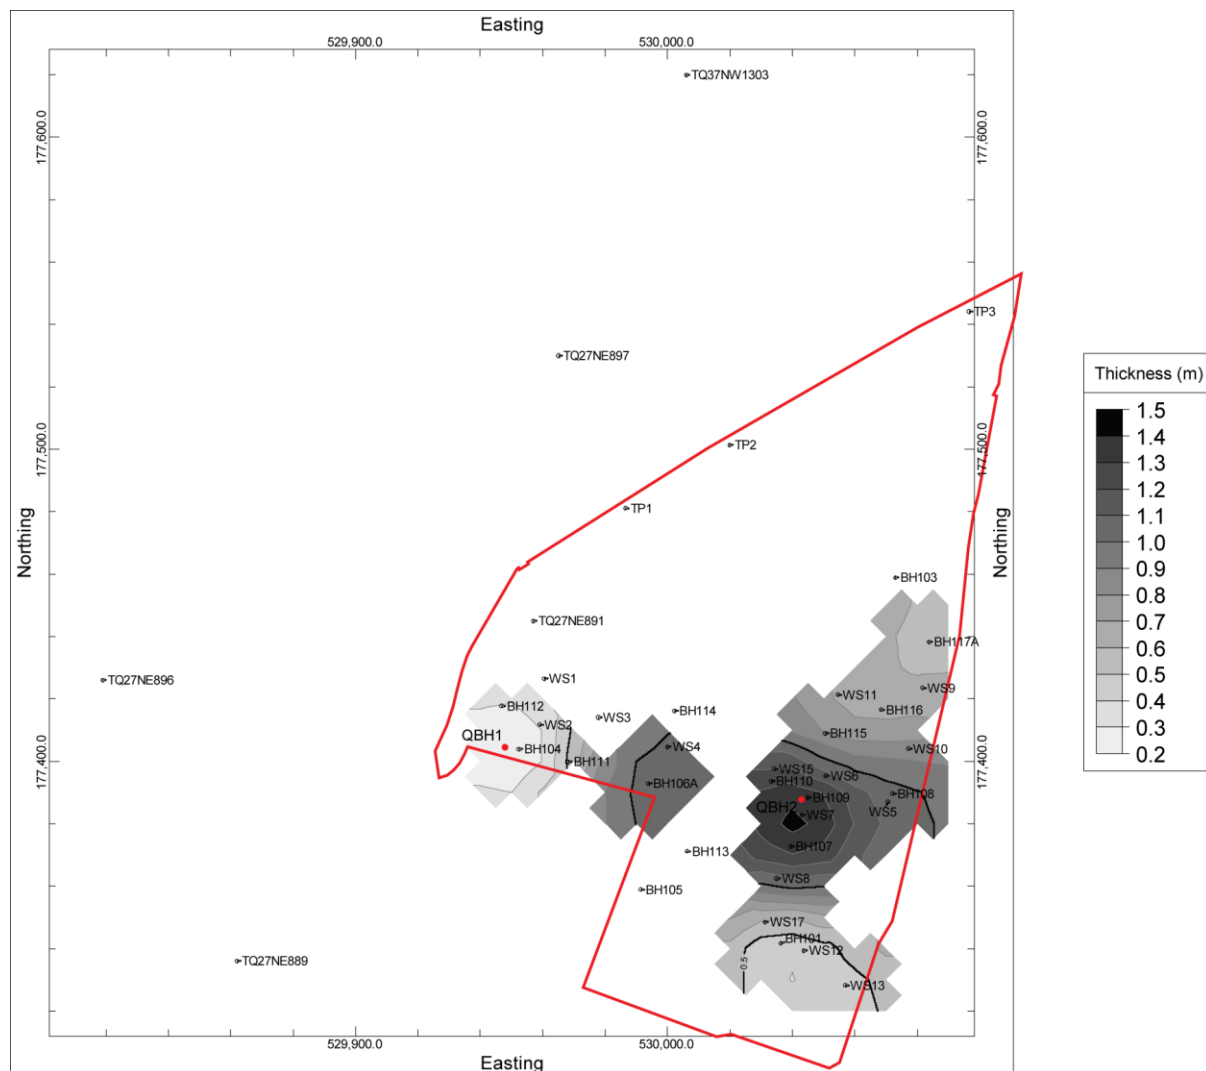 Easting
529,900.0 530,000.0
TQ37NW1303
177,600.0 177,600.0
TP3
TQ27NE897
Thickness (m)
1.5
1.4
1.3
1.2
1.1
1.0
0.9
0.8
0.7
0.6
0.5
0.4
0.3
0.2
TP2
177,500.0 177,500.0
TP1
Northing Northing
BH103
TQ27NE891
BH117A
TQ27NE896
WS1
WS9
WS11
BH112
BH116
BH114
WS3
WS2
QBH1
BH115
BH104
WS4
WS10
177,400.0 177,400.0
BH111
WS15
WS6
BH110
BH106A
BH108
BH109
QBH2
WS5
WS7
BH107
BH113
WS8
BH105
WS17
BH101
WS12
TQ27NE889
0.5
WS13
529,900.0 530,000.0
Easting